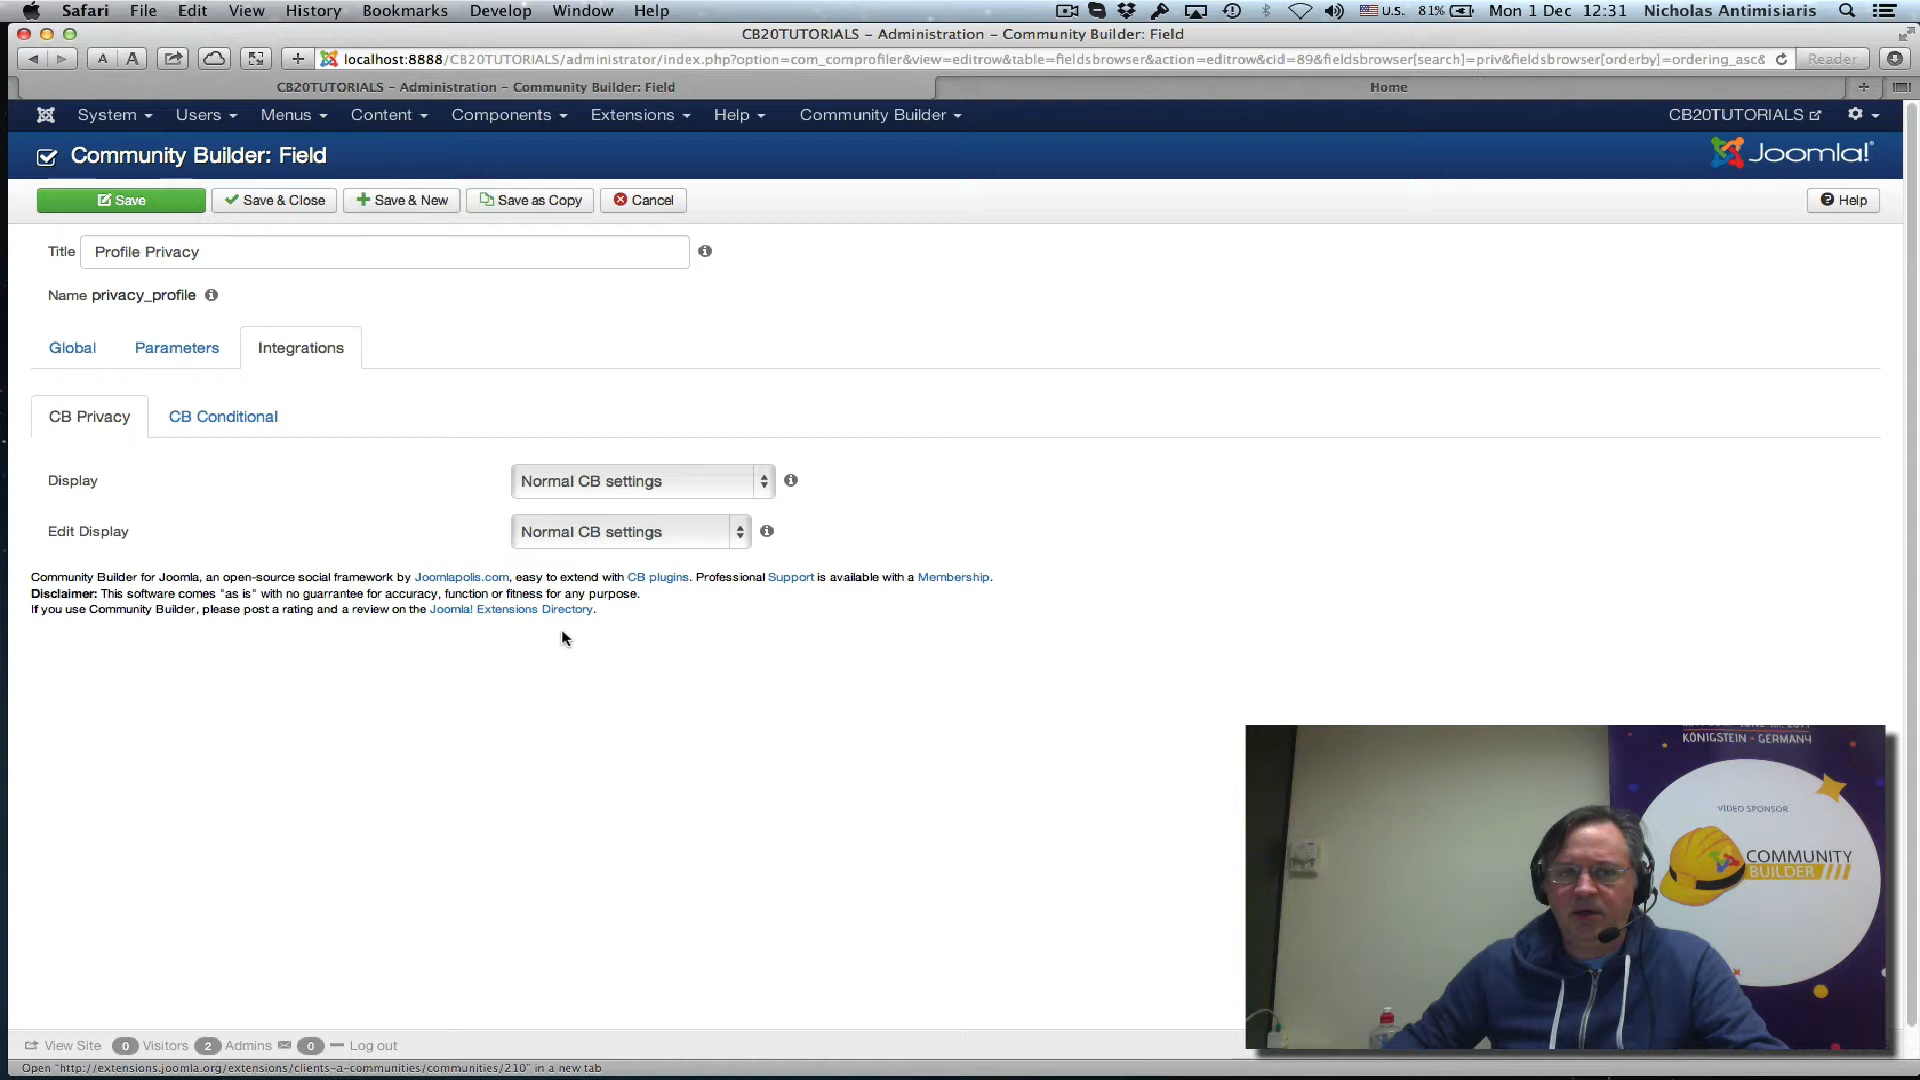 Safari File Edit View History Bookmarks Develop Window Help U.S. 81% Mon 1 Dec 12:31 Nicholas Antimisiaris
CB20TUTORIALS - Administration - Community Builder: Field
A A + localhost:8888/CB20TUTORIALS/administrator/index.php?option=com_comprofiler&view=editrow&table=fieldsbrowser&action=editrow&cid=89&fieldsbrowser[search]=priv&fieldsbrowser[orderby]=ordering_asc& Reader
CB20TUTORIALS - Administration - Community Builder: Field Home +
System Users Menus Content Components Extensions Help Community Builder CB20TUTORIALS
Community Builder: Field Joomla!
Save Save & Close Save & New Save as Copy Cancel Help
Title Profile Privacy
Name privacy_profile
Global Parameters Integrations
CB Privacy CB Conditional
Display Normal CB settings
Edit Display Normal CB settings
Community Builder for Joomla, an open-source social framework by Joomlapolis.com, easy to extend with CB plugins. Professional Support is available with a Membership.
Disclaimer: This software comes "as is" with no guarrantee for accuracy, function or fitness for any purpose.
If you use Community Builder, please post a rating and a review on the Joomla! Extensions Directory.
KÖNIGSTEIN • GERMANY
VIDEO SPONSOR
COMMUNITY
BUILDER
View Site 0 Visitors 2 Admins 0 Log out
Open "http://extensions.joomla.org/extensions/clients-a-communities/communities/210" in a new tab